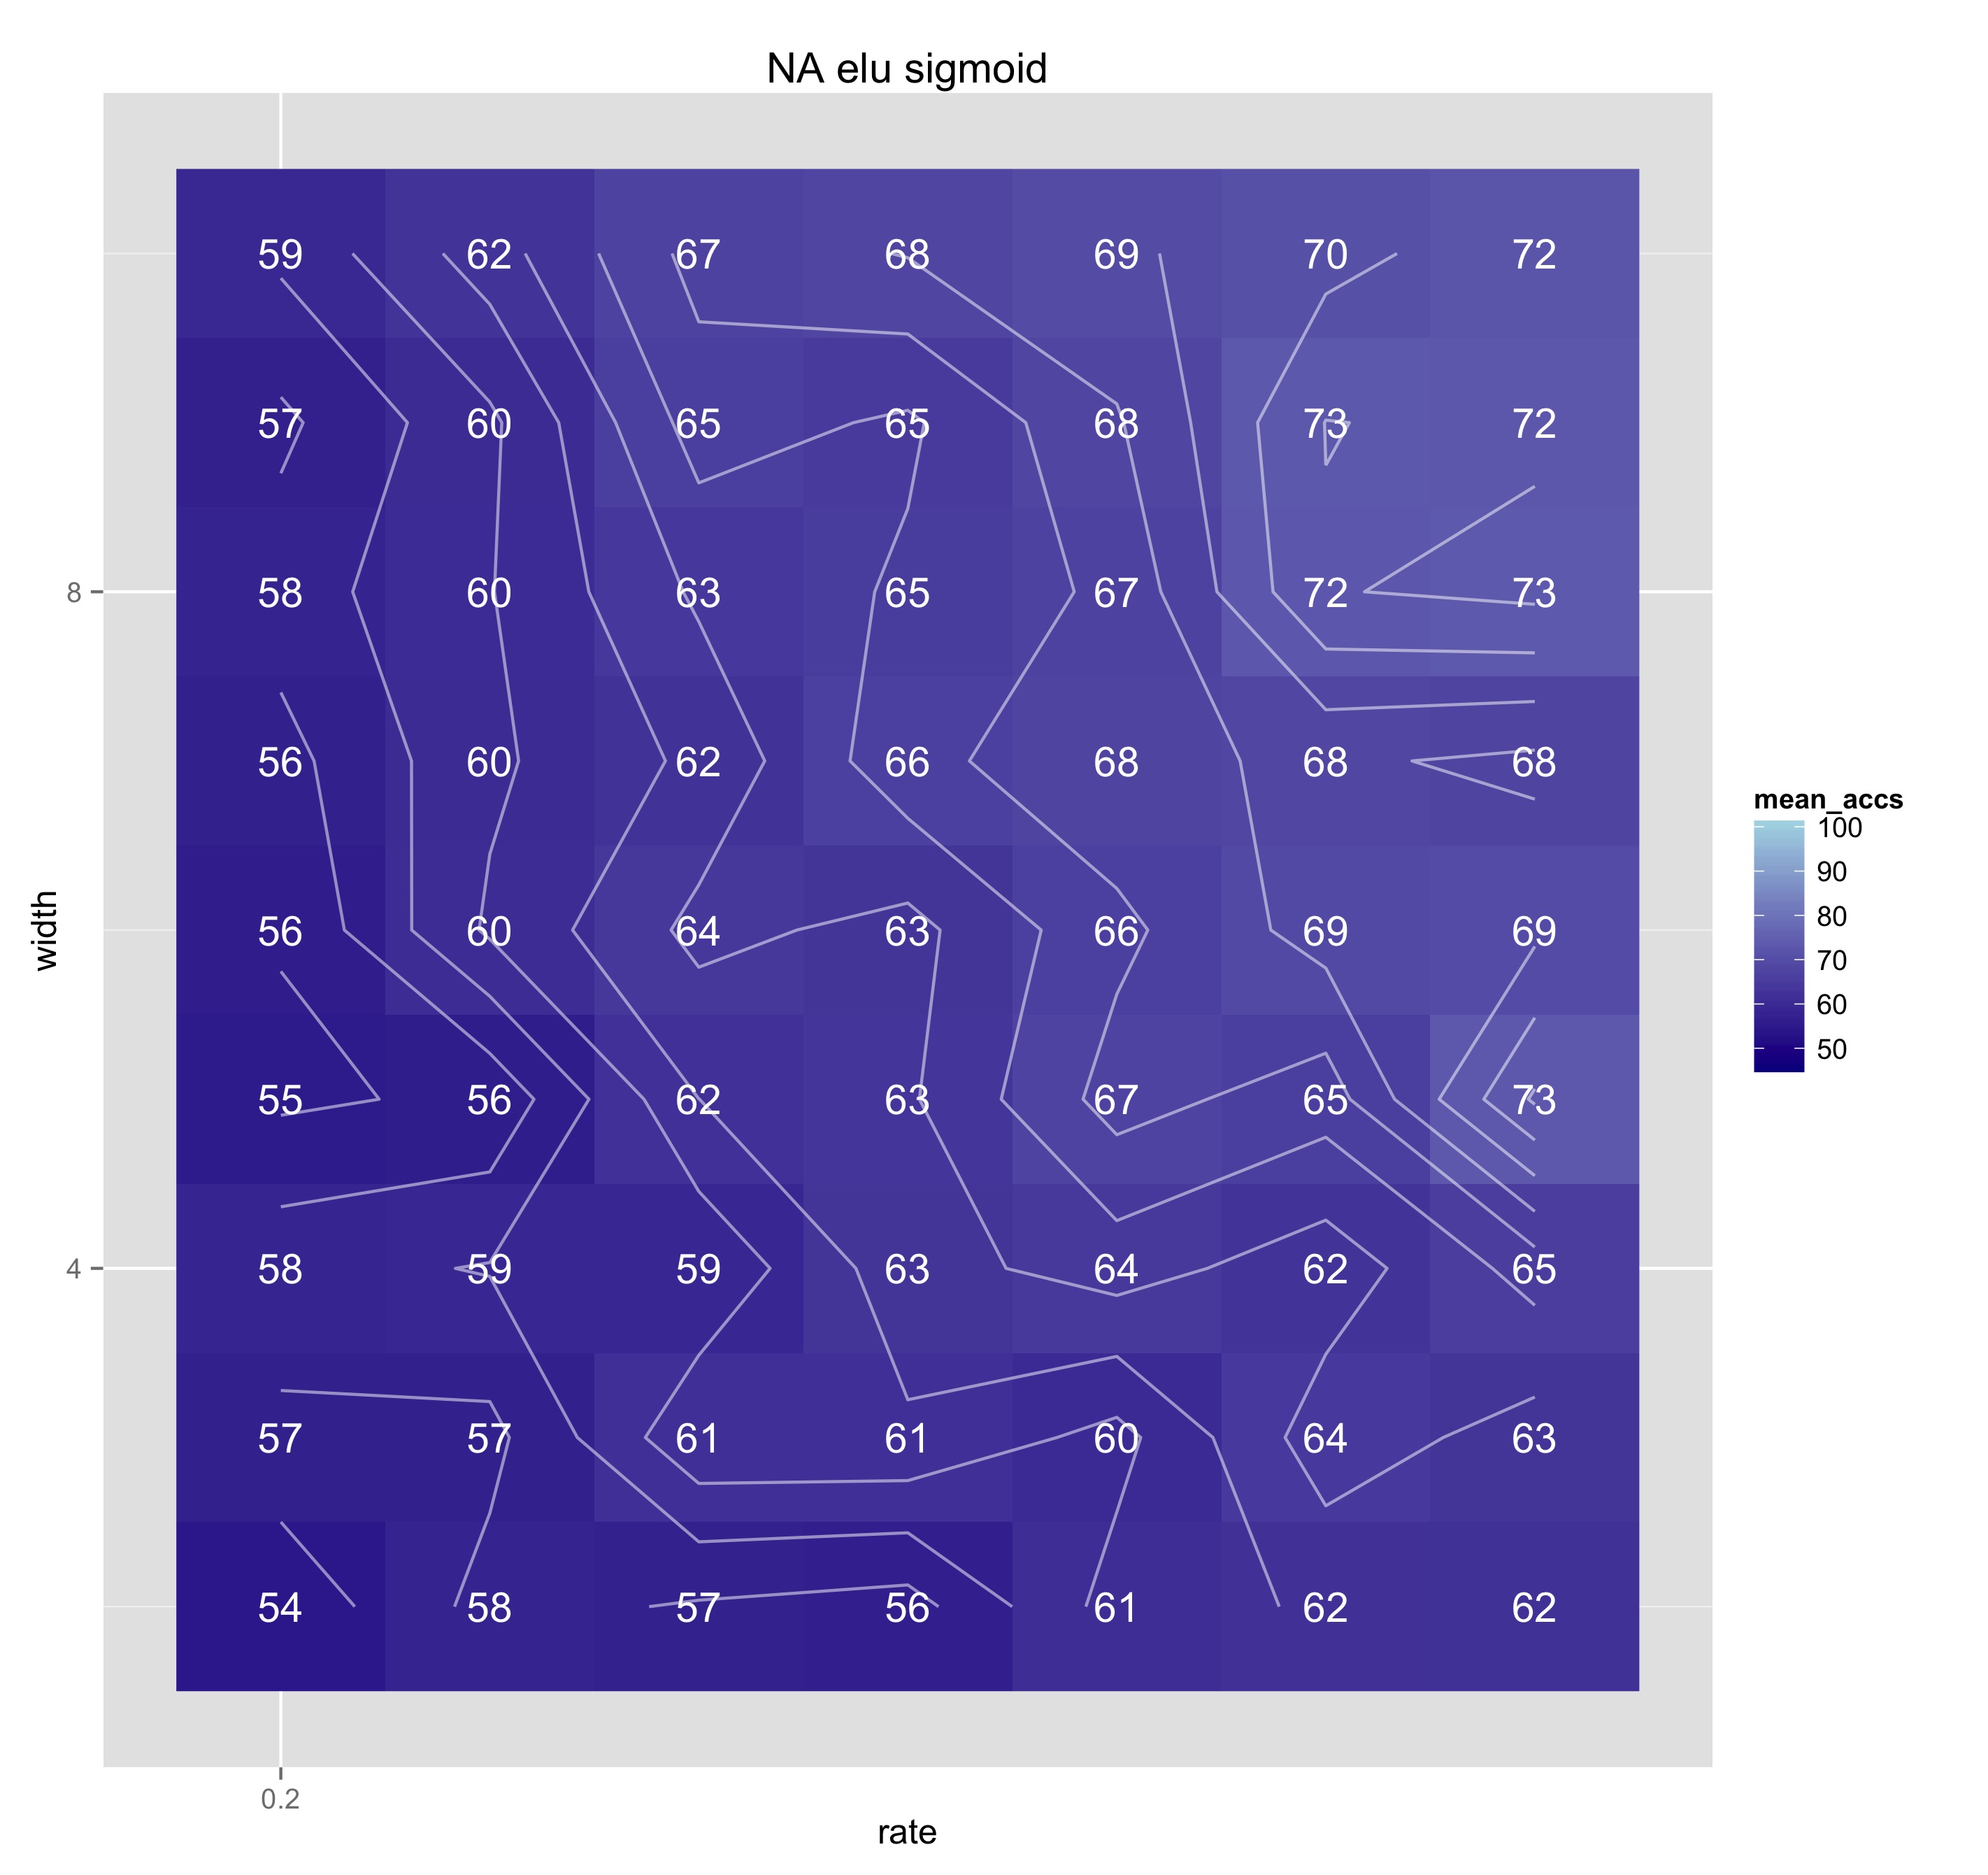 NA elu sigmoid
59 62 67 68 69 70 72
57 60 65 65 68 73 72
8 58 60 63 65 67 72 73
56 60 62 66 68 68 68
56 60 64 63 66 69 69
55 56 62 63 67 65 73
4 58 59 59 63 64 62 65
57 57 61 61 60 64 63
54 58 57 56 61 62 62
0.2
rate
width
mean_accs
100
90
80
70
60
50